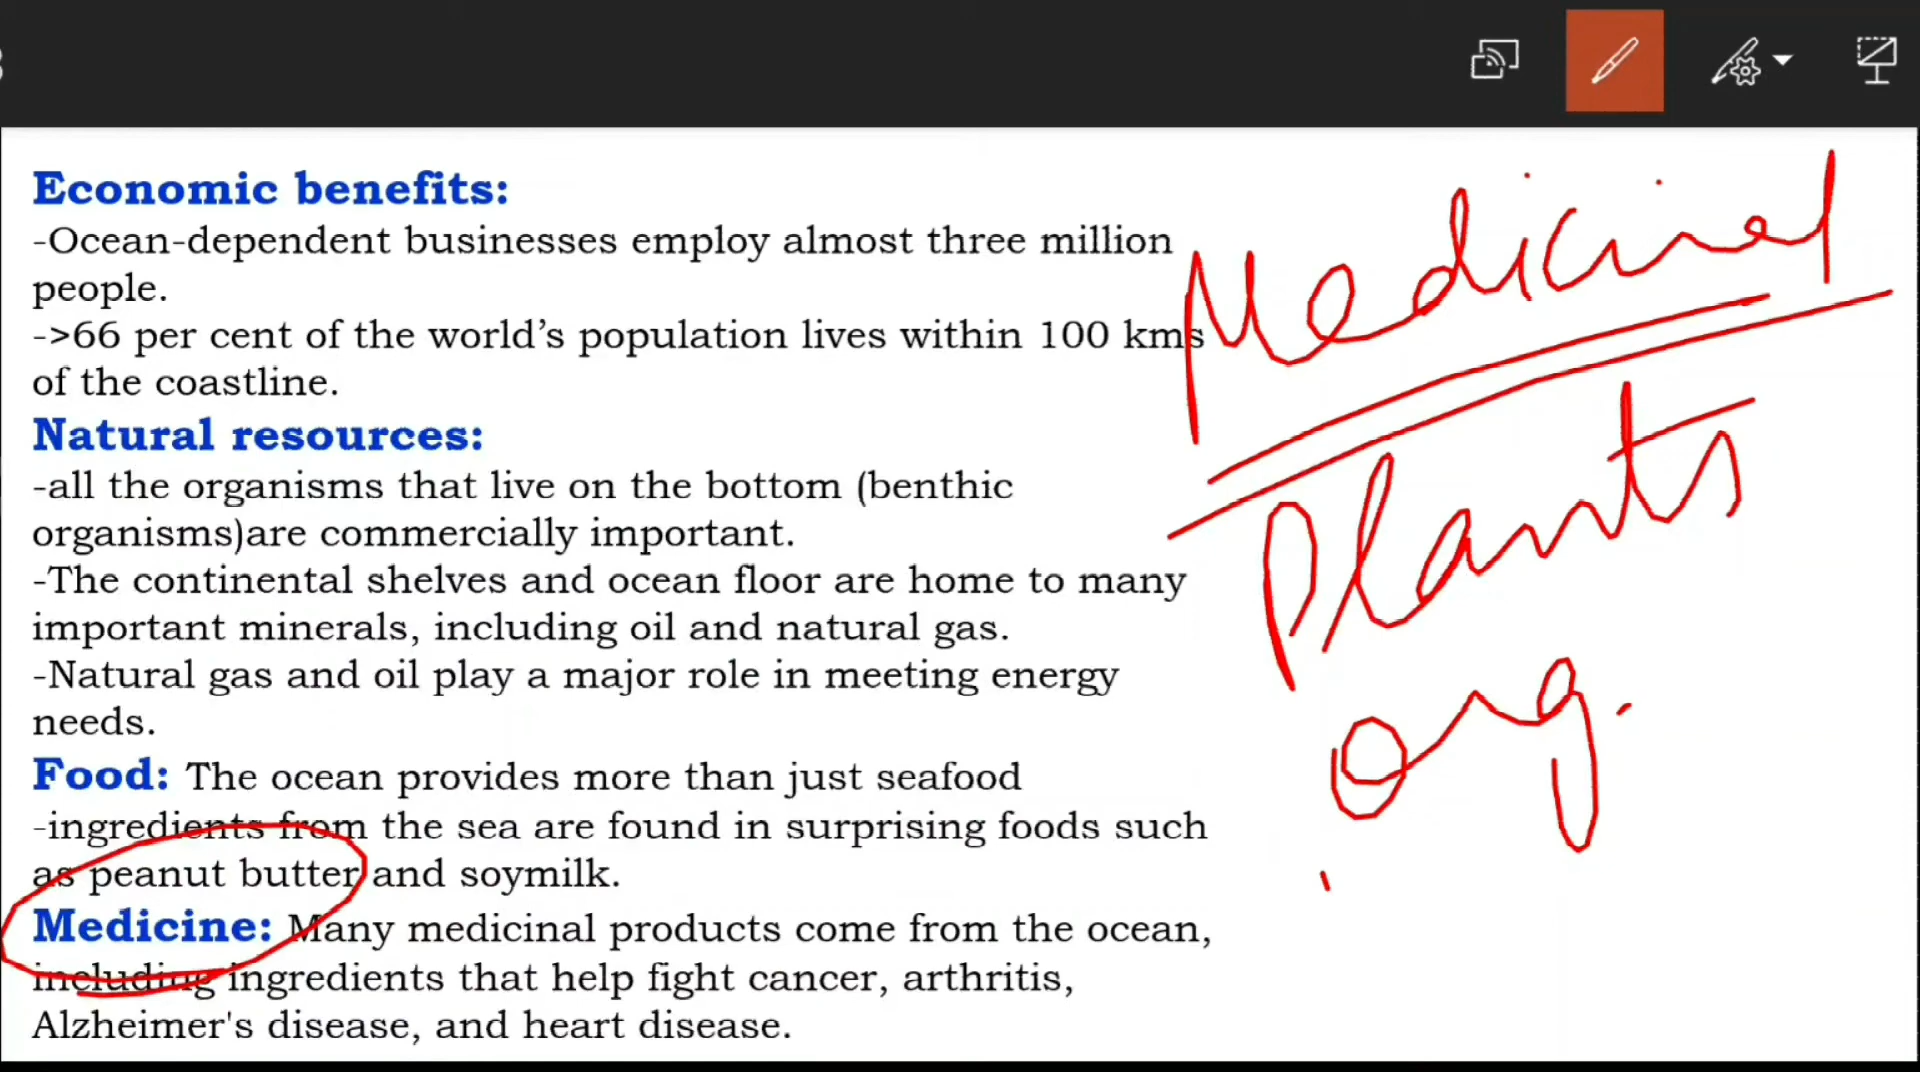 Economic benefits:
-Ocean-dependent businesses employ almost three million
people.
->66 per cent of the world’s population lives within 100 kms
of the coastline.
Natural resources:
-all the organisms that live on the bottom (benthic
organisms)are commercially important.
-The continental shelves and ocean floor are home to many
important minerals, including oil and natural gas.
-Natural gas and oil play a major role in meeting energy
needs.
Food: The ocean provides more than just seafood
-ingredients from the sea are found in surprising foods such
as peanut butter and soymilk.
Medicine: Many medicinal products come from the ocean,
including ingredients that help fight cancer, arthritis,
Alzheimer's disease, and heart disease.
Medicinal
Plants
org.